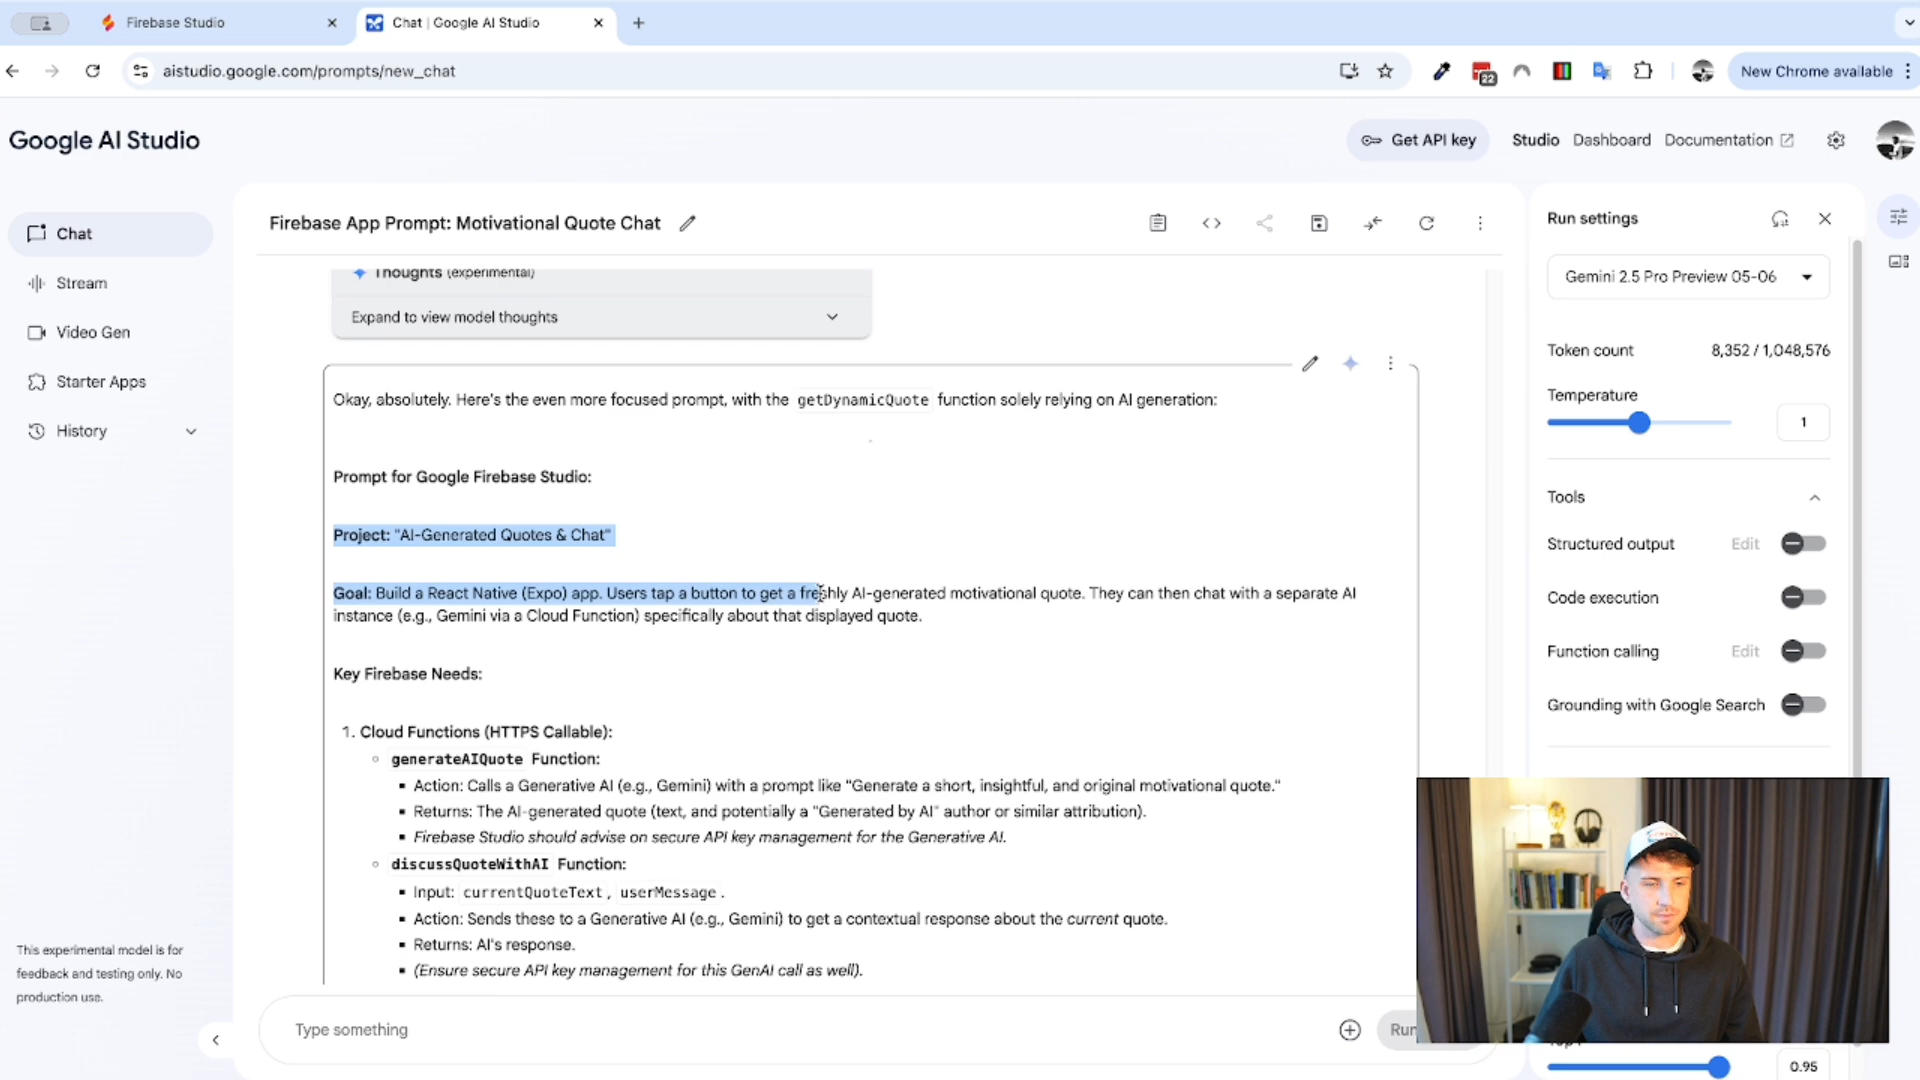 Firebase Studio
Chat | Google AI Studio
aistudio.google.com/prompts/new_chat
22
New Chrome available
Google AI Studio
Get API key
Studio
Dashboard
Documentation
Chat
Stream
Video Gen
Starter Apps
History
This experimental model is for
feedback and testing only. No
production use.
Firebase App Prompt: Motivational Quote Chat
Thoughts (experimental)
Expand to view model thoughts
Okay, absolutely. Here's the even more focused prompt, with the getDynamicQuote function solely relying on AI generation:
Prompt for Google Firebase Studio:
Project: "AI-Generated Quotes & Chat"
Goal: Build a React Native (Expo) app. Users tap a button to get a freshly AI-generated motivational quote. They can then chat with a separate AI
instance (e.g., Gemini via a Cloud Function) specifically about that displayed quote.
Key Firebase Needs:
1. Cloud Functions (HTTPS Callable):
generateAIQuote Function:
Action: Calls a Generative AI (e.g., Gemini) with a prompt like "Generate a short, insightful, and original motivational quote."
Returns: The AI-generated quote (text, and potentially a "Generated by AI" author or similar attribution).
Firebase Studio should advise on secure API key management for the Generative AI.
discussQuoteWithAI Function:
Input: currentQuoteText, userMessage.
Action: Sends these to a Generative AI (e.g., Gemini) to get a contextual response about the current quote.
Returns: AI's response.
(Ensure secure API key management for this GenAI call as well).
Type something
Run
Run settings
Gemini 2.5 Pro Preview 05-06
Token count 8,352 / 1,048,576
Temperature
1
Tools
Structured output Edit
Code execution
Function calling Edit
Grounding with Google Search
0.95